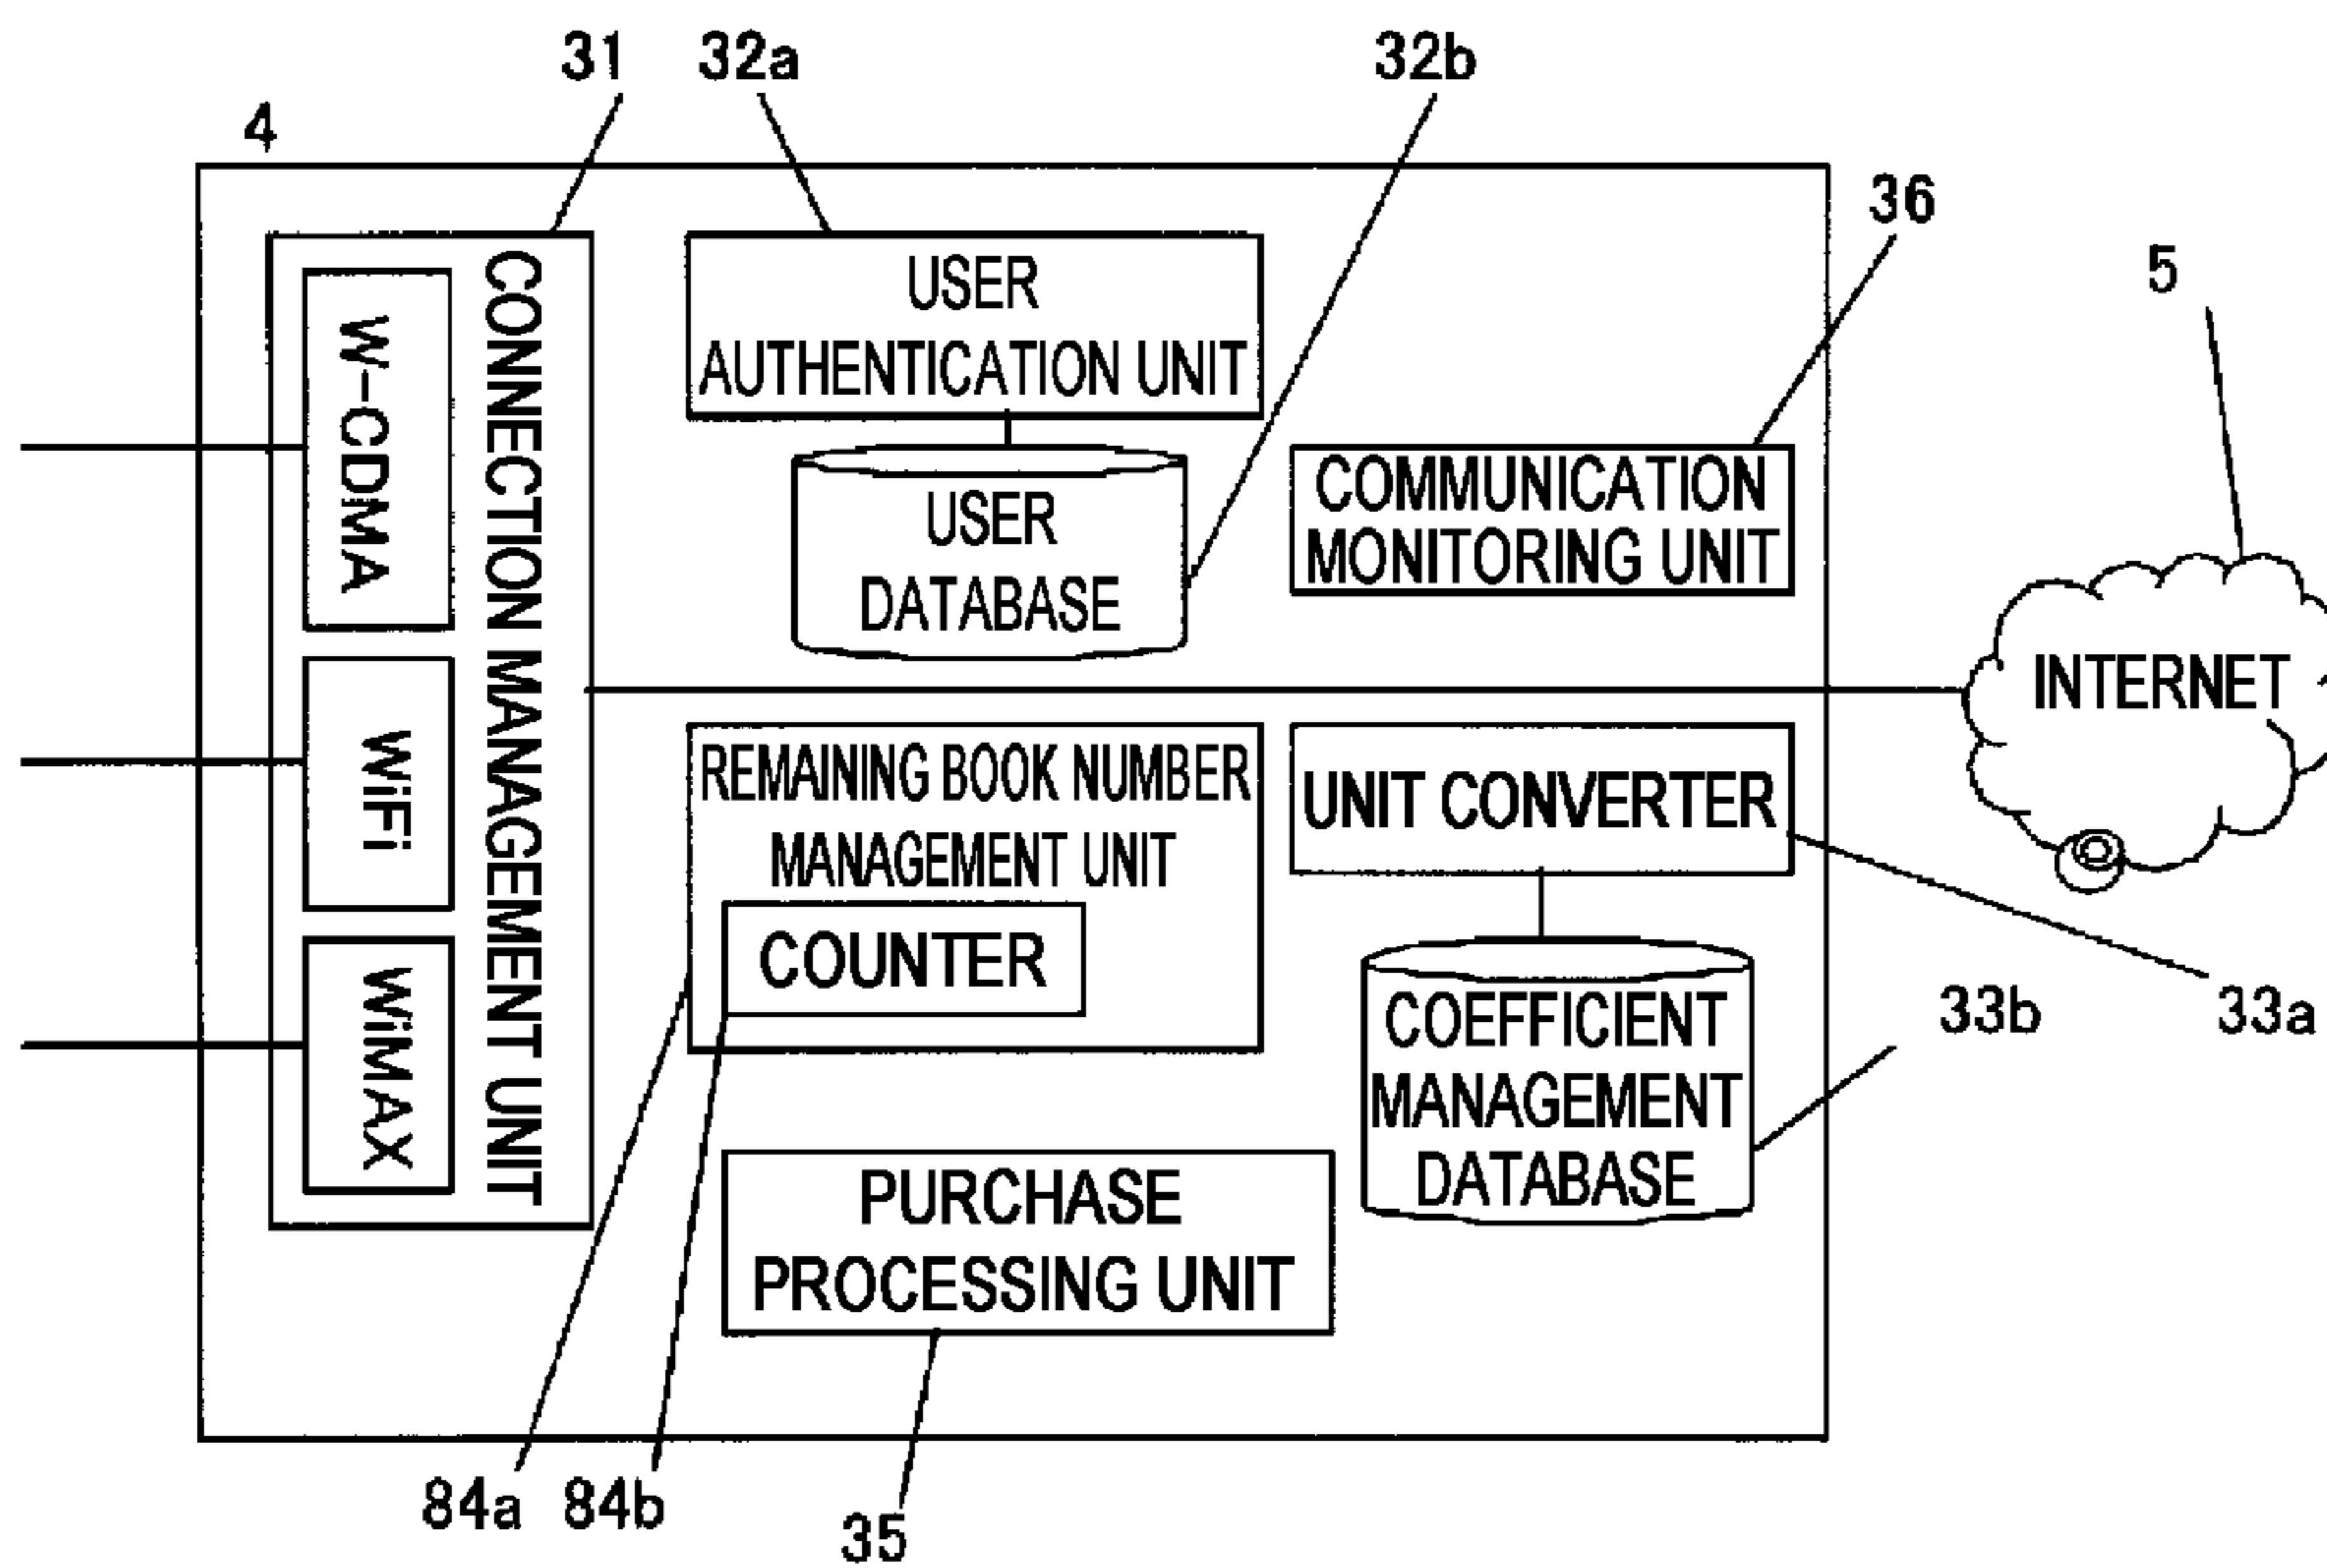 31
32a
32b
4
36
5
CONNECTION MANAGEMENT UNIT
W-CDMA
WiFi
WiMAX
USER
AUTHENTICATION UNIT
USER
DATABASE
COMMUNICATION
MONITORING UNIT
INTERNET
REMAINING BOOK NUMBER
MANAGEMENT UNIT
COUNTER
UNIT CONVERTER
COEFFICIENT
MANAGEMENT
DATABASE
33b
33a
PURCHASE
PROCESSING UNIT
84a
84b
35